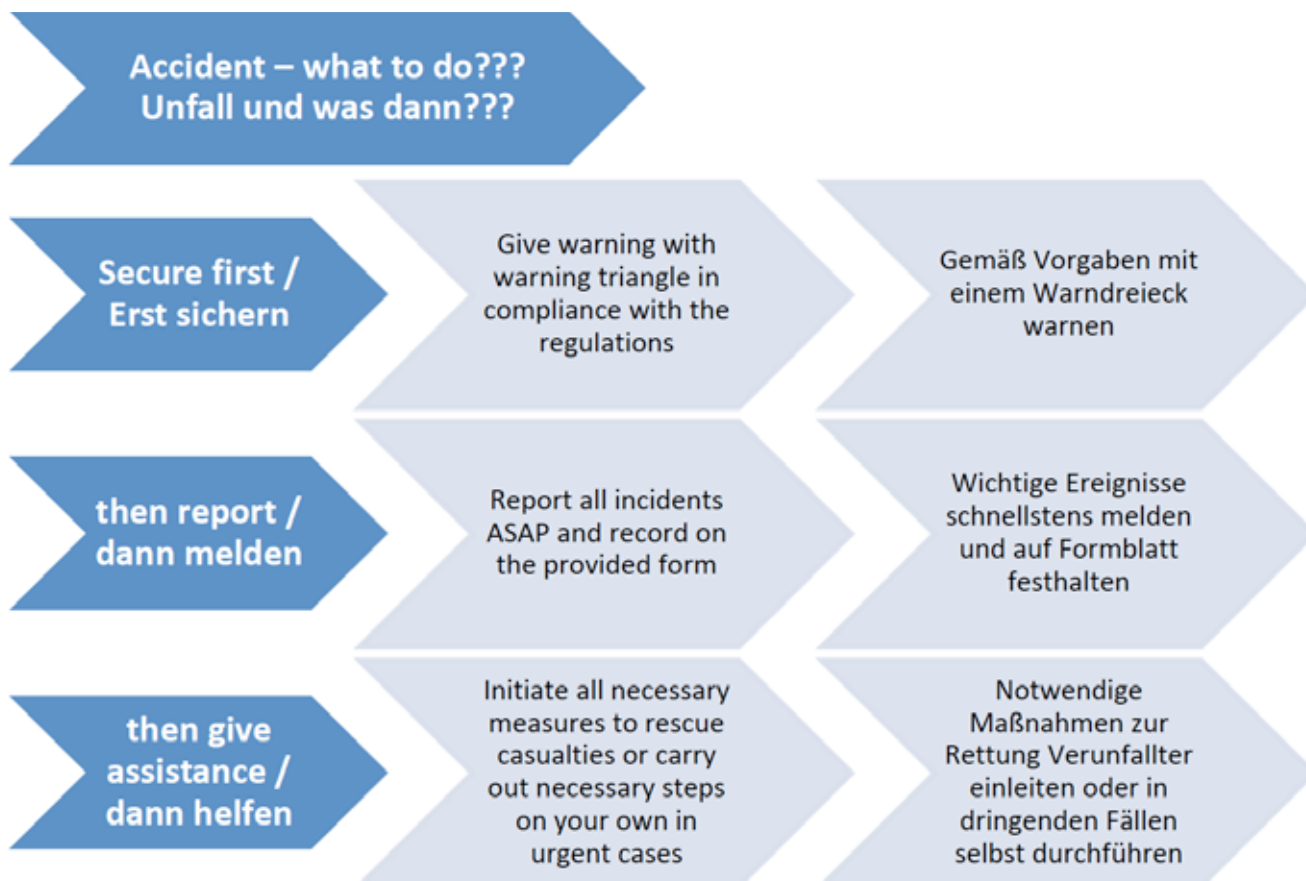 Accident – what to do???
Unfall und was dann???
Secure first /
Erst sichern
Give warning with
warning triangle in
compliance with the
regulations
Gemäß Vorgaben mit
einem Warndreieck
warnen
then report /
dann melden
Report all incidents
ASAP and record on
the provided form
Wichtige Ereignisse
schnellstens melden
und auf Formblatt
festhalten
then give
assistance /
dann helfen
Initiate all necessary
measures to rescue
casualties or carry
out necessary steps
on your own in
urgent cases
Notwendige
Maßnahmen zur
Rettung Verunfallter
einleiten oder in
dringenden Fällen
selbst durchführen